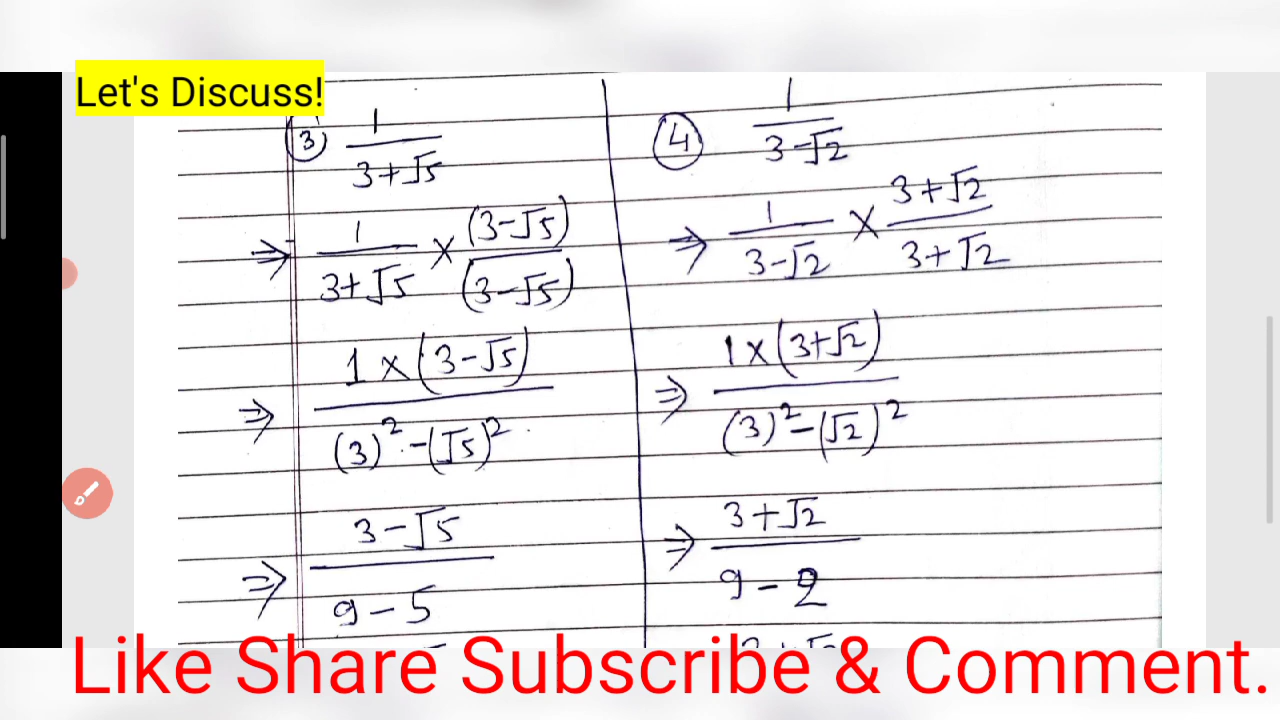 Let's Discuss!
③ 1/(3+√5)
⇒ 1/(3+√5) × (3-√5)/(3-√5)
⇒ 1 × (3-√5)/((3)² - (√5)²)
⇒ (3-√5)/(9-5)
④ 1/(3-√2)
⇒ 1/(3-√2) × (3+√2)/(3+√2)
⇒ 1×(3+√2)/((3)² - (√2)²)
⇒ (3+√2)/(9-2)
Like Share Subscribe & Comment.